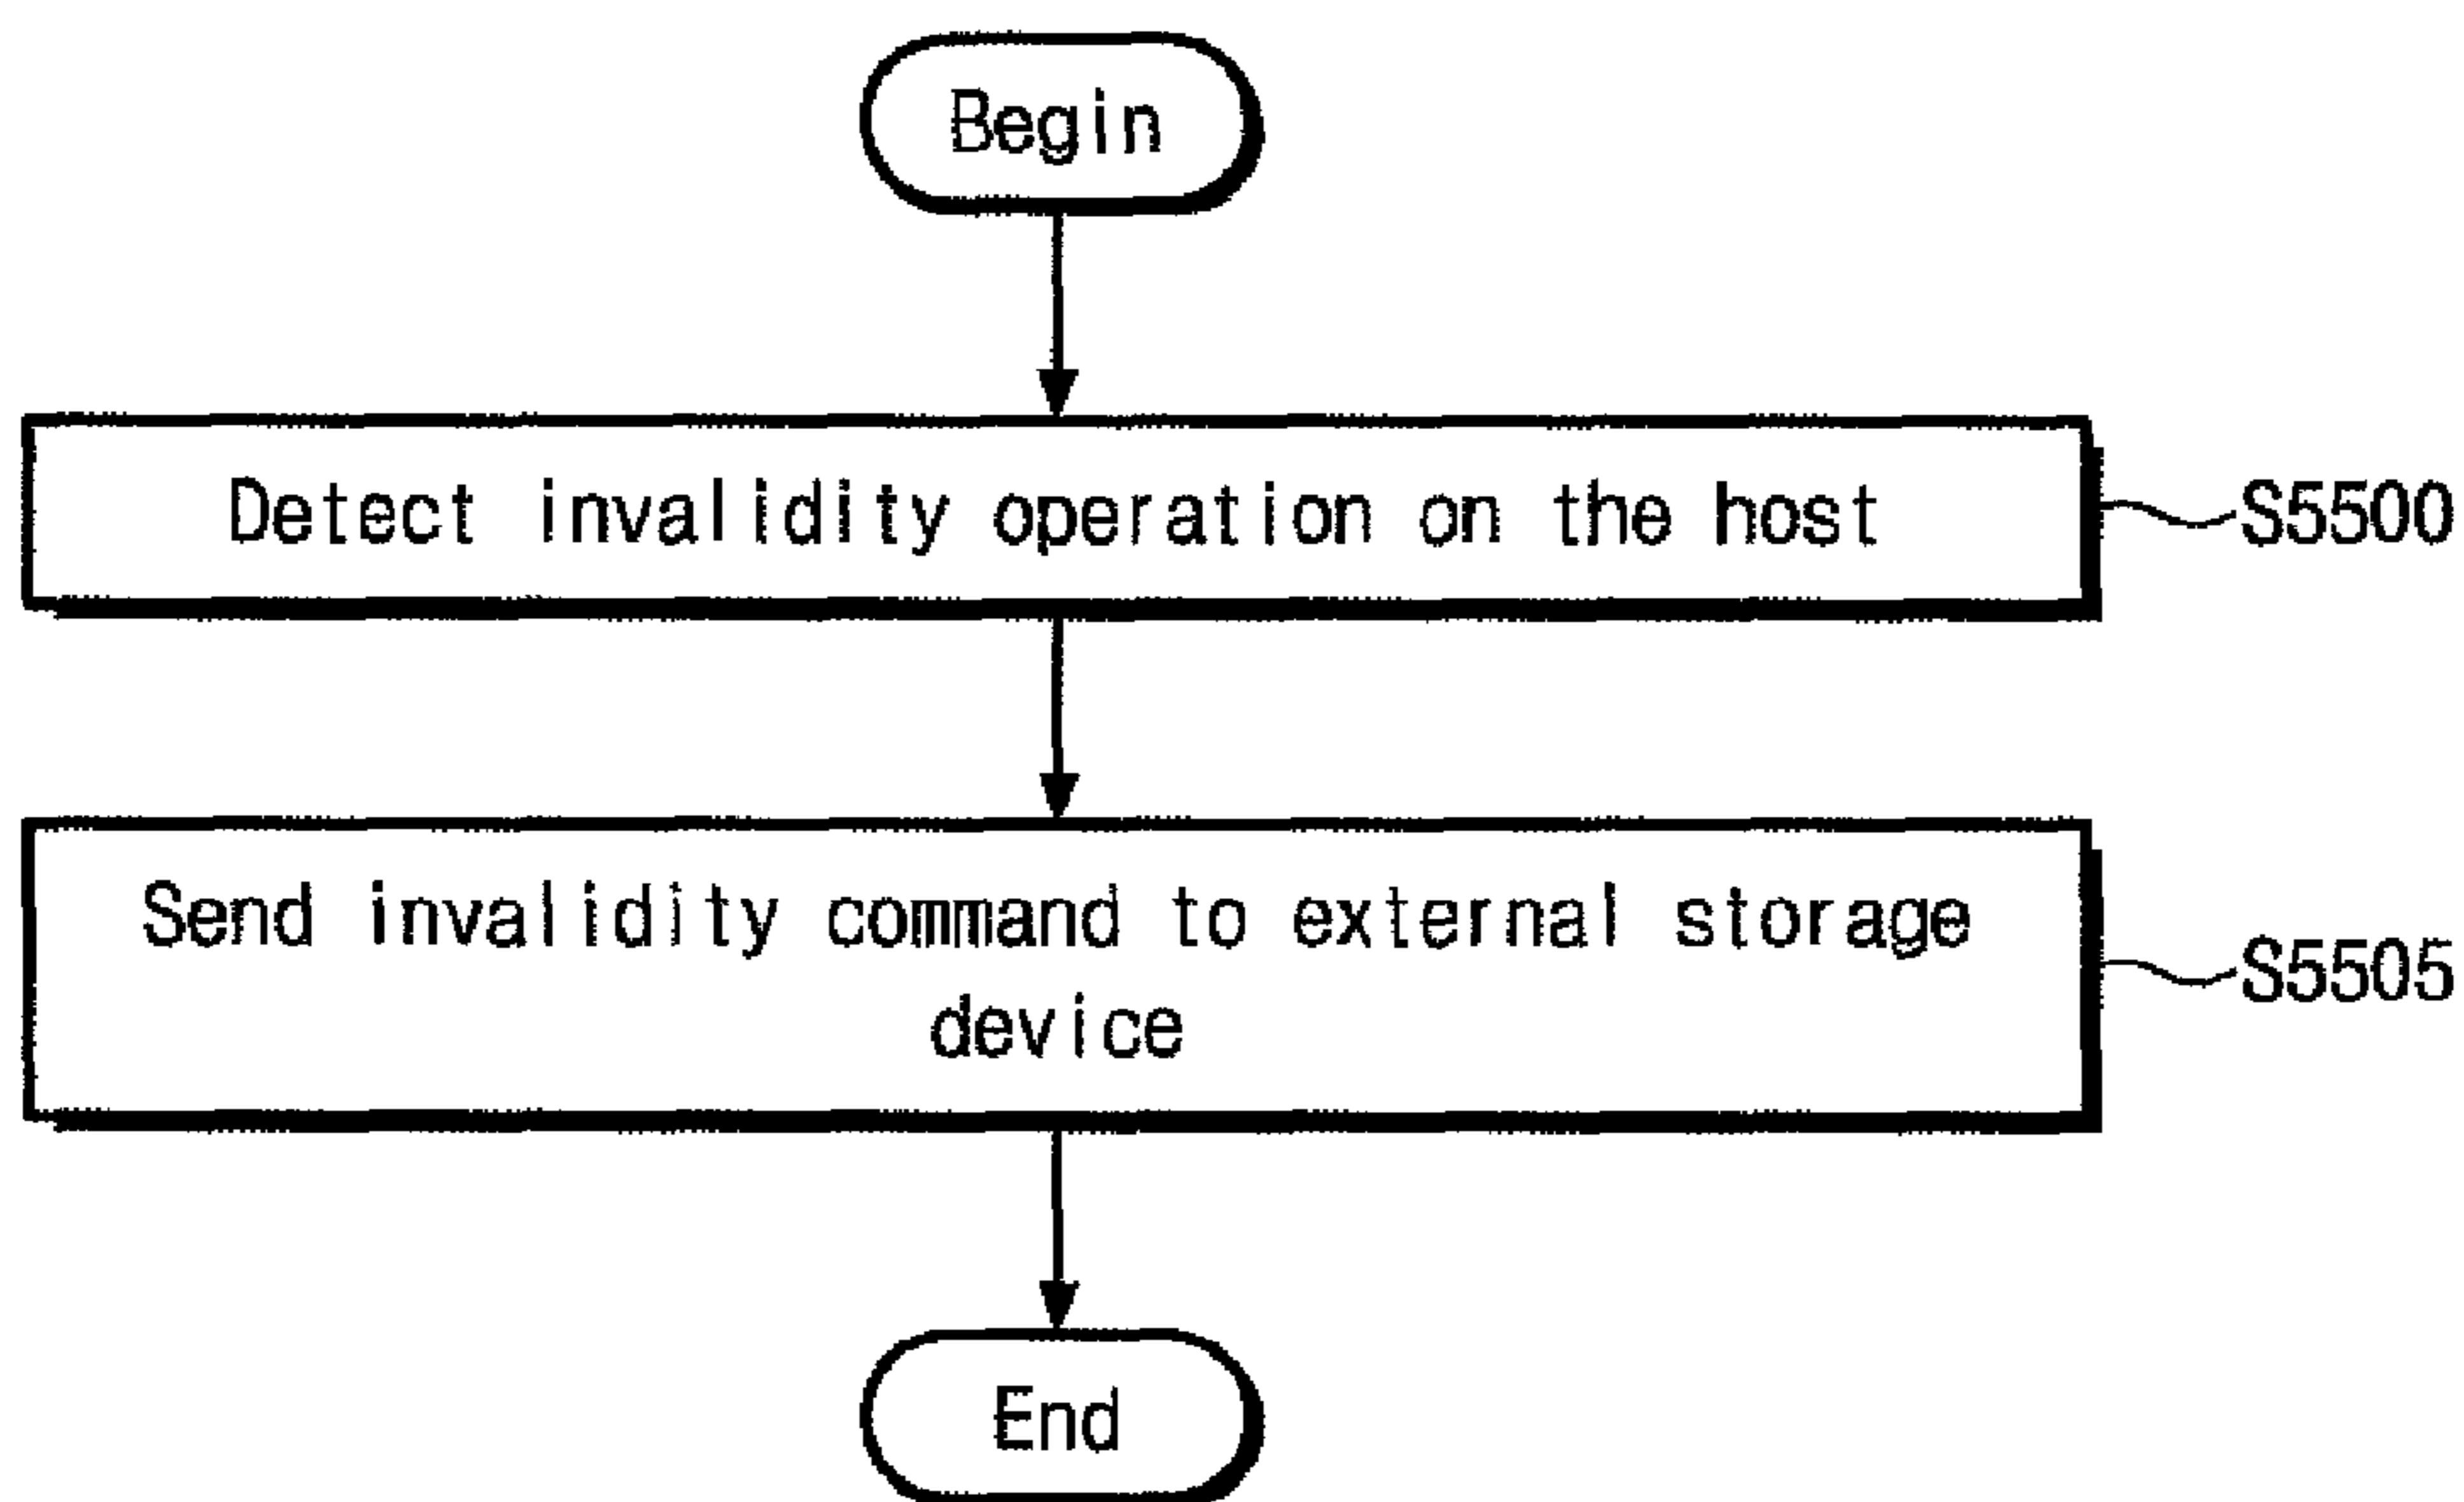 Begin
Detect invalidity operation on the host
S5500
Send invalidity command to external storage
device
S5505
End